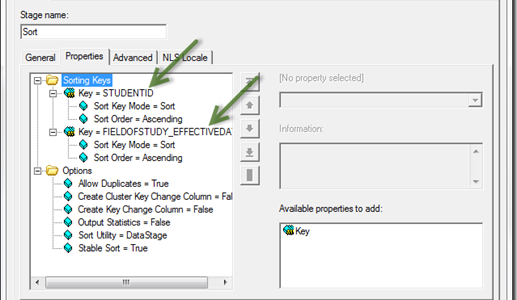 Stage name:
Sort
General Properties Advanced NLS Locale
Sorting Keys
Key = STUDENTID
Sort Key Mode = Sort
Sort Order = Ascending
Key = FIELDOFSTUDY_EFFECTIVEDA
Sort Key Mode = Sort
Sort Order = Ascending
Options
Allow Duplicates = True
Create Cluster Key Change Column = Fal
Create Key Change Column = False
Output Statistics = False
Sort Utility = DataStage
Stable Sort = True
[No property selected]
Information:
Available properties to add:
Key